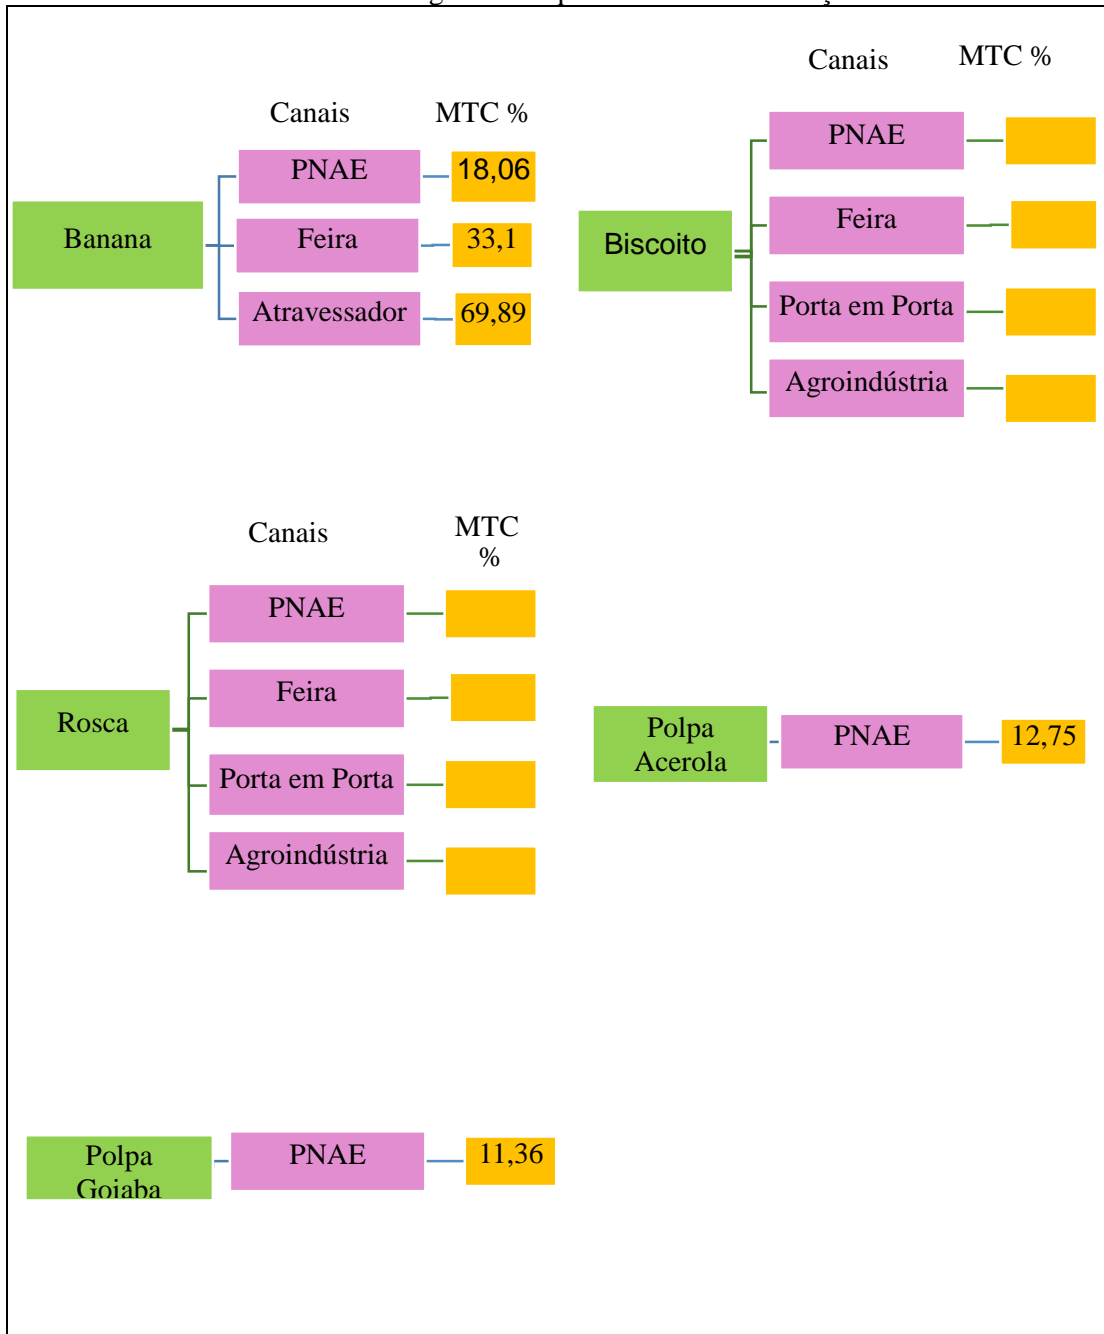 Canais MTC %
PNAE 18,06
Banana Feira 33,1
Atravessador 69,89
Canais MTC %
PNAE
Feira
Biscoito
Porta em Porta
Agroindústria
Canais MTC
%
PNAE
Feira
Rosca
Porta em Porta
Agroindústria
Polpa
Acerola
PNAE 12,75
Polpa
Goiaba
PNAE 11,36